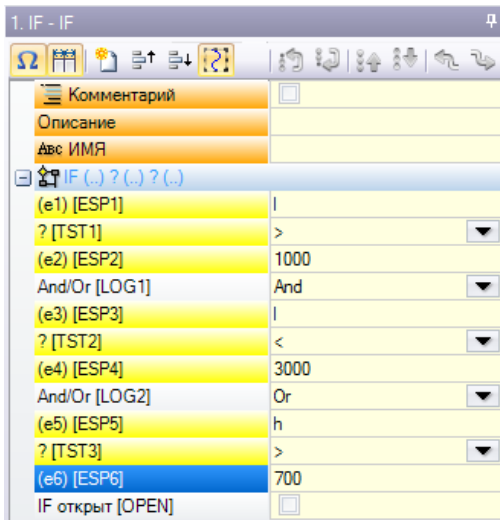 1. IF - IF
Ω
Комментарий
Описание
Aвс ИМЯ
IF (..) ? (..) ? (..)
(e1) [ESP1] l
? [TST1] >
(e2) [ESP2] 1000
And/Or [LOG1] And
(e3) [ESP3] l
? [TST2] <
(e4) [ESP4] 3000
And/Or [LOG2] Or
(e5) [ESP5] h
? [TST3] >
(e6) [ESP6] 700
IF открыт [OPEN]